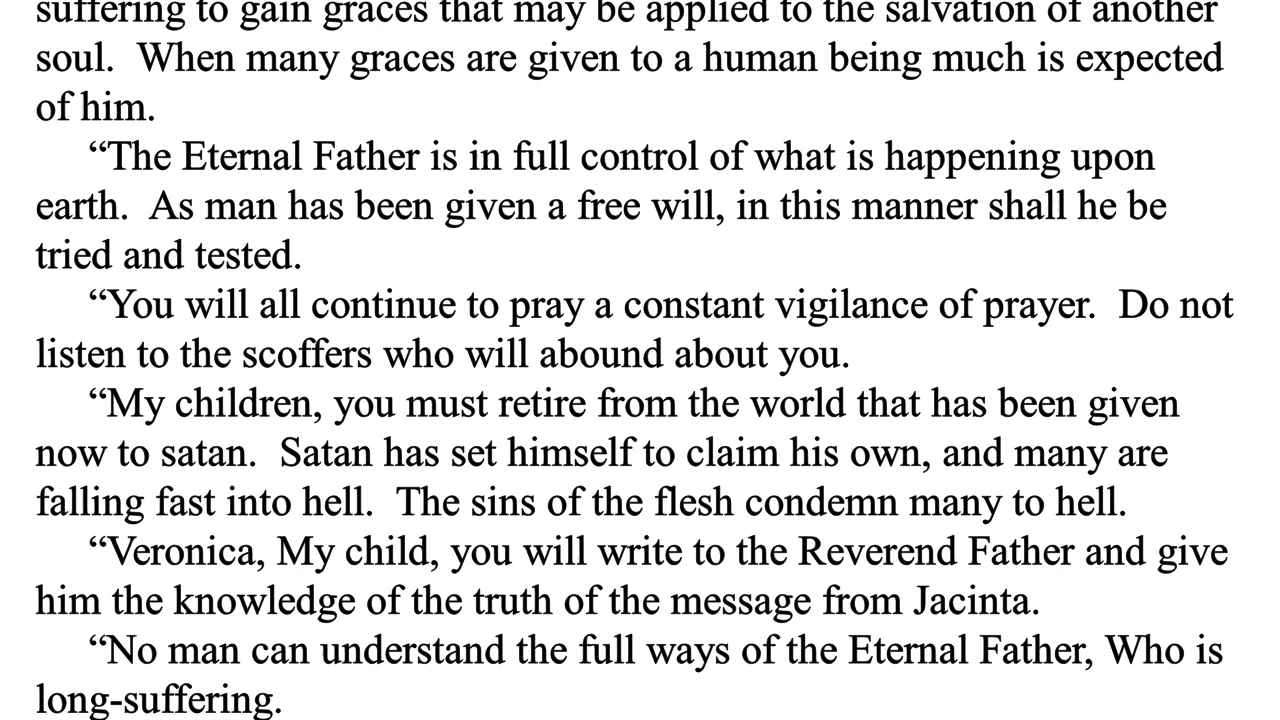 suffering to gain graces that may be applied to the salvation of another
soul.  When many graces are given to a human being much is expected
of him.
“The Eternal Father is in full control of what is happening upon
earth.  As man has been given a free will, in this manner shall he be
tried and tested.
“You will all continue to pray a constant vigilance of prayer.  Do not
listen to the scoffers who will abound about you.
“My children, you must retire from the world that has been given
now to satan.  Satan has set himself to claim his own, and many are
falling fast into hell.  The sins of the flesh condemn many to hell.
“Veronica, My child, you will write to the Reverend Father and give
him the knowledge of the truth of the message from Jacinta.
“No man can understand the full ways of the Eternal Father, Who is
long-suffering.